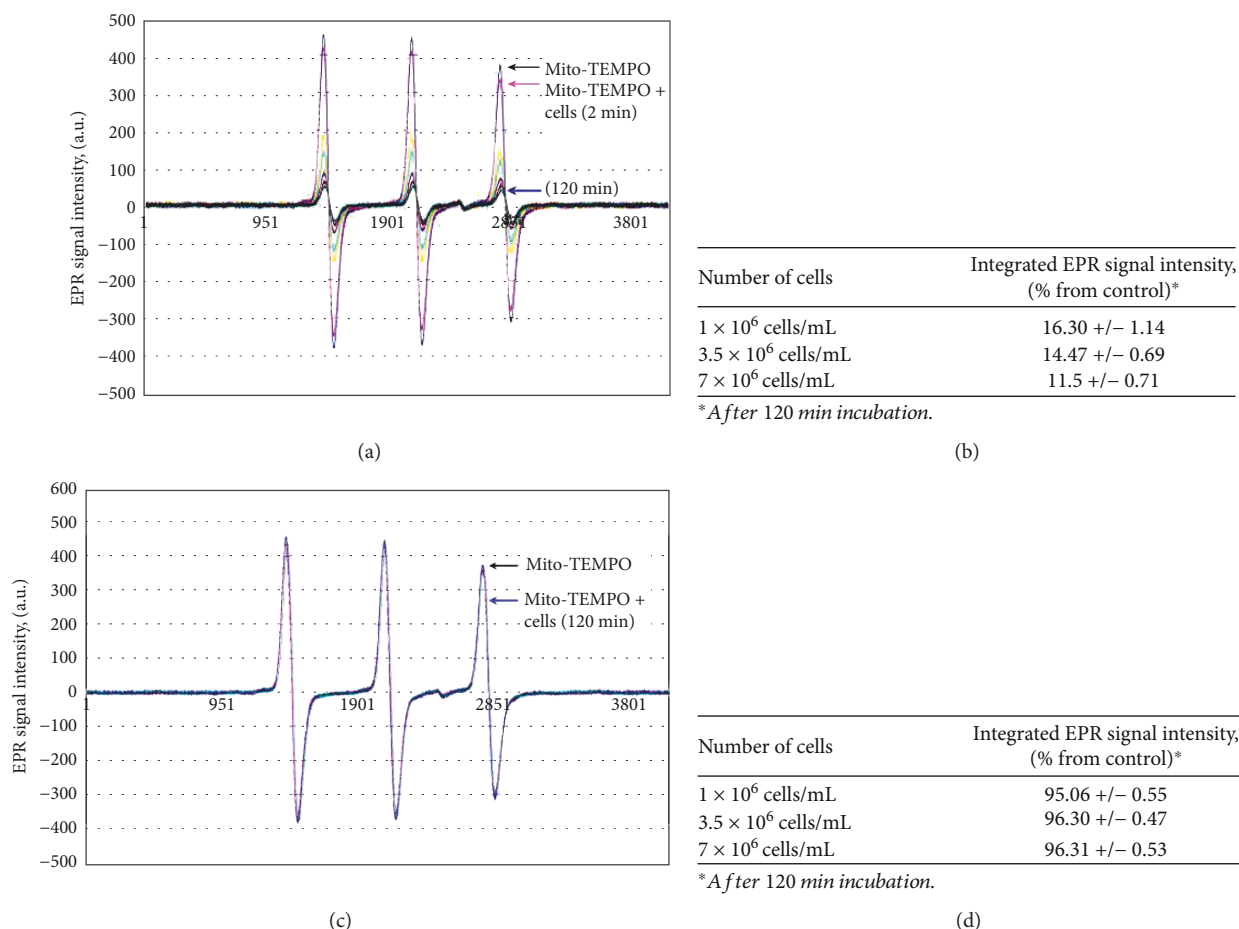 EPR signal intensity, (a.u.)
500
400
300
200
100
0
−100
−200
−300
−400
−500
1
951
1901
2851
3801
Mito-TEMPO
Mito-TEMPO +
cells (2 min)
(120 min)
(a)
Number of cells
Integrated EPR signal intensity,
(% from control)*
1 × 10⁶ cells/mL 16.30 +/− 1.14
3.5 × 10⁶ cells/mL 14.47 +/− 0.69
7 × 10⁶ cells/mL 11.5 +/− 0.71
*After 120 min incubation.
(b)
EPR signal intensity, (a.u.)
600
500
400
300
200
100
0
−100
−200
−300
−400
−500
1
951
1901
2851
3801
Mito-TEMPO
Mito-TEMPO +
cells (120 min)
(c)
Number of cells
Integrated EPR signal intensity,
(% from control)*
1 × 10⁶ cells/mL 95.06 +/− 0.55
3.5 × 10⁶ cells/mL 96.30 +/− 0.47
7 × 10⁶ cells/mL 96.31 +/− 0.53
*After 120 min incubation.
(d)